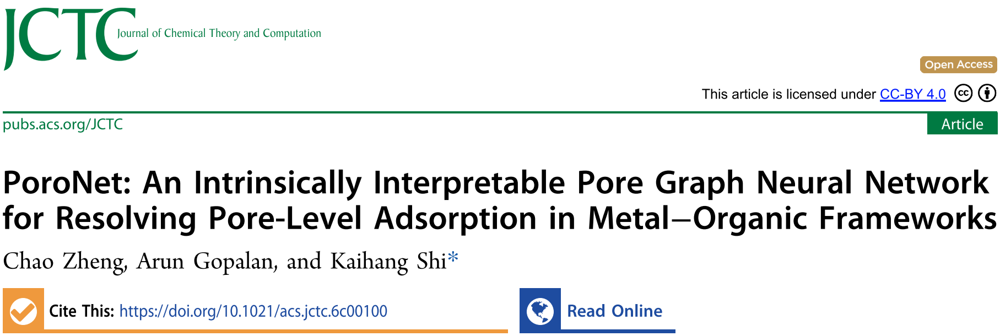 JCTC
Journal of Chemical Theory and Computation
Open Access
This article is licensed under CC-BY 4.0
cc
pubs.acs.org/JCTC
Article
PoroNet: An Intrinsically Interpretable Pore Graph Neural Network
for Resolving Pore-Level Adsorption in Metal−Organic Frameworks
Chao Zheng, Arun Gopalan, and Kaihang Shi*
Cite This: https://doi.org/10.1021/acs.jctc.6c00100
Read Online